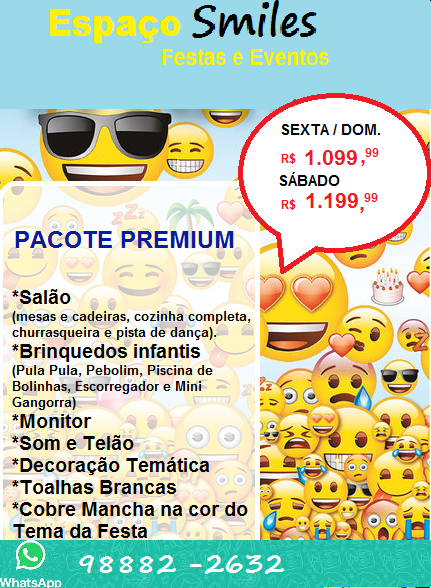 Espaço Smiles
Festas e Eventos
SEXTA / DOM.
R$ 1.099,99
SÁBADO
R$ 1.199,99
PACOTE PREMIUM
*Salão
(mesas e cadeiras, cozinha completa,
churrasqueira e pista de dança).
*Brinquedos infantis
(Pula Pula, Pebolim, Piscina de
Bolinhas, Escorregador e Mini
Gangorra)
*Monitor
*Som e Telão
*Decoração Temática
*Toalhas Brancas
*Cobre Mancha na cor do
Tema da Festa
WhatsApp
98882 -2632